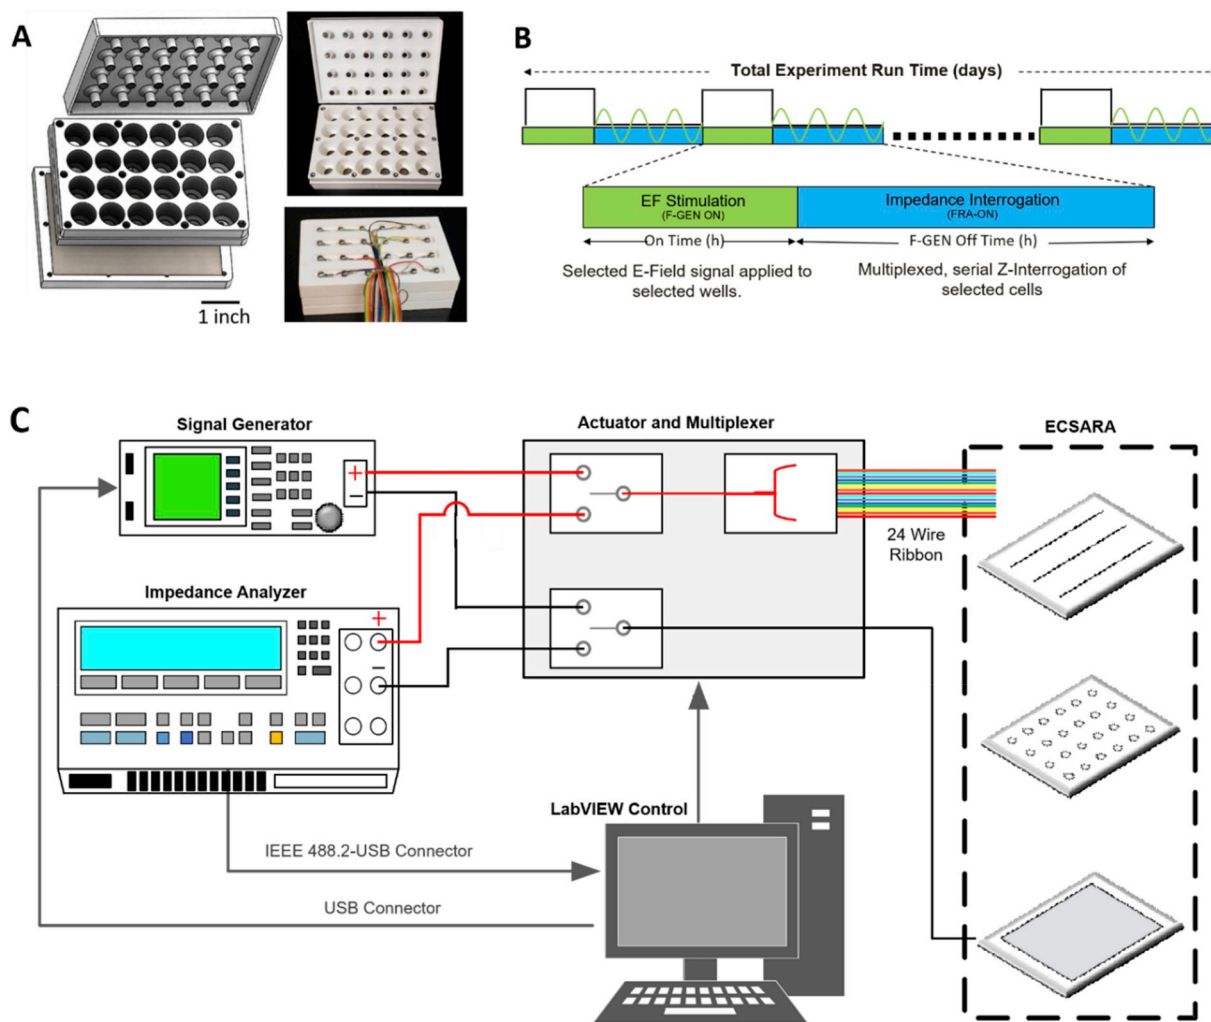 A
1 inch
B
Total Experiment Run Time (days)
EF Stimulation
(F-GEN ON)
Impedance Interrogation
(FRA-ON)
On Time (h)
F-GEN Off Time (h)
Selected E-Field signal applied to
selected wells.
Multiplexed, serial Z-Interrogation of
selected cells
C
Signal Generator
+
−
Actuator and Multiplexer
ECSARA
24 Wire
Ribbon
Impedance Analyzer
+
−
LabVIEW Control
IEEE 488.2-USB Connector
USB Connector